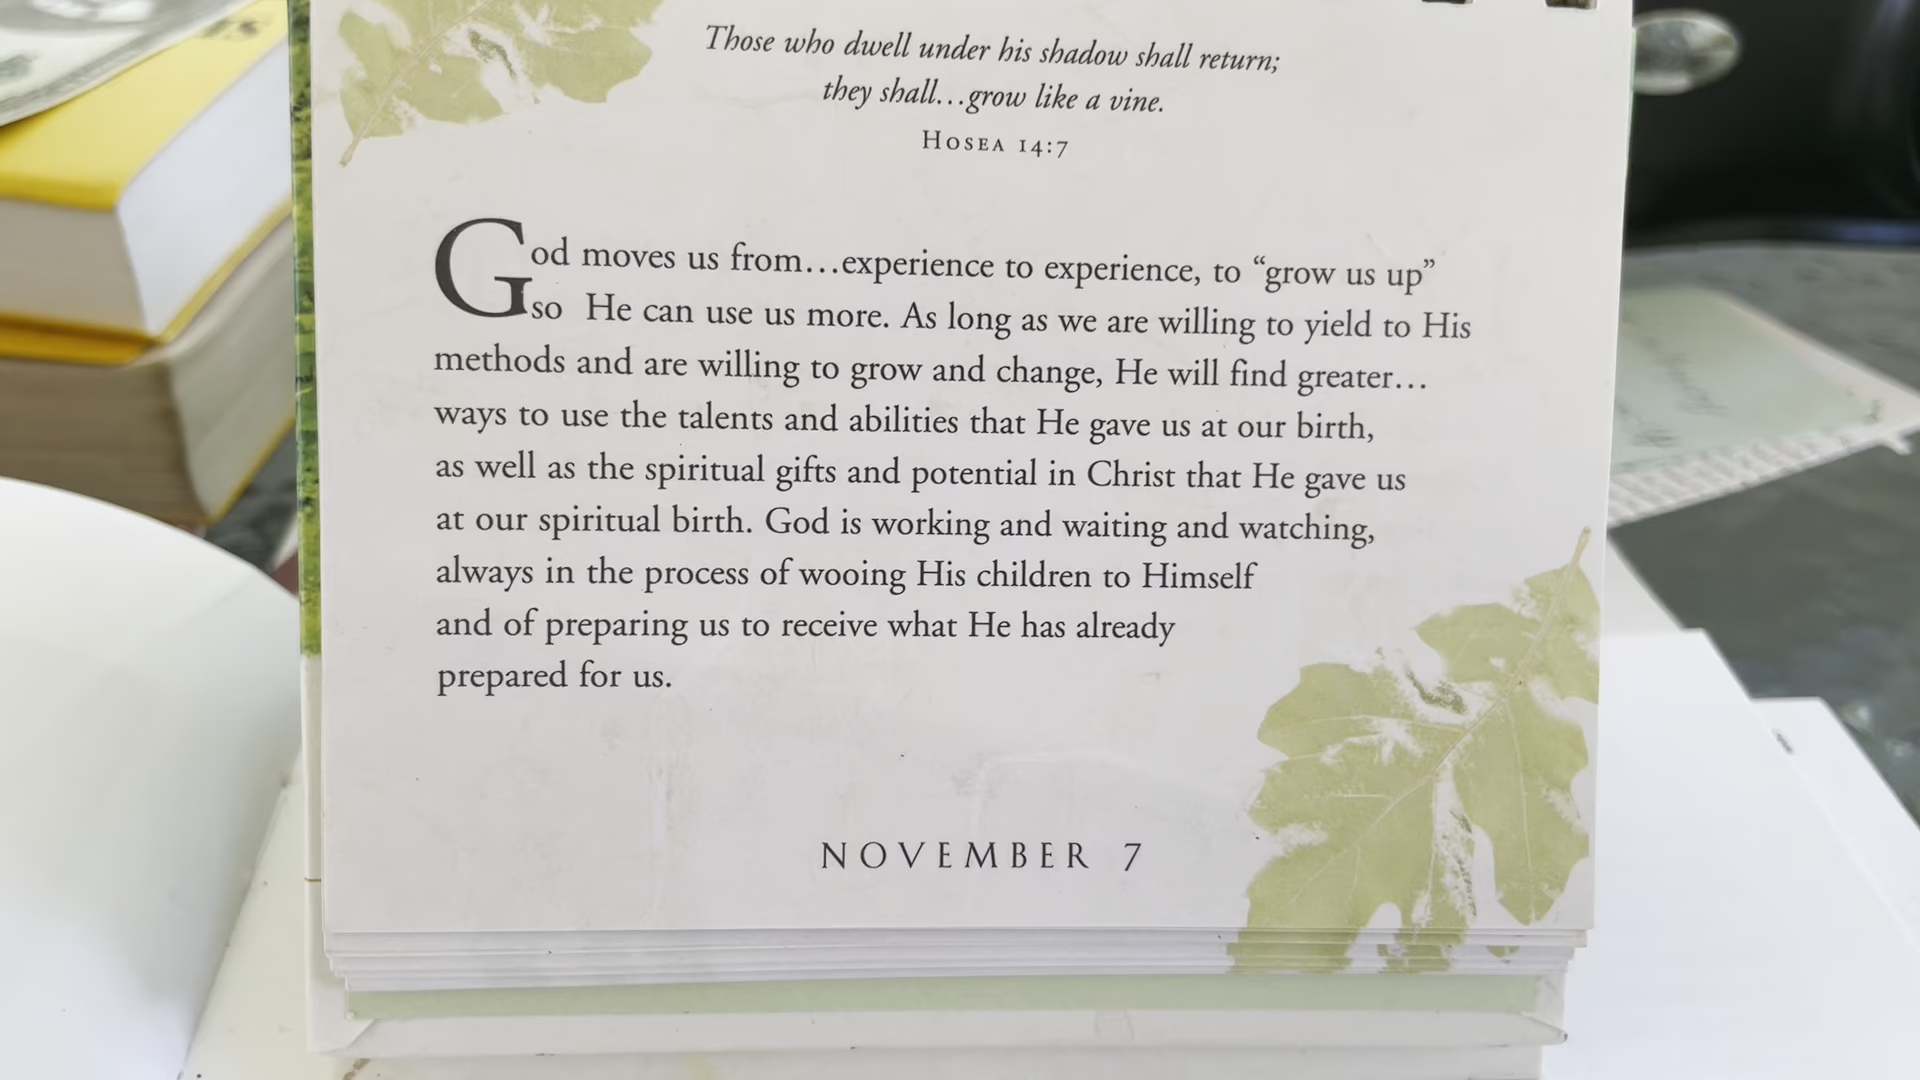 Those who dwell under his shadow shall return;
they shall…grow like a vine.
HOSEA 14:7
God moves us from…experience to experience, to “grow us up”
so He can use us more. As long as we are willing to yield to His
methods and are willing to grow and change, He will find greater…
ways to use the talents and abilities that He gave us at our birth,
as well as the spiritual gifts and potential in Christ that He gave us
at our spiritual birth. God is working and waiting and watching,
always in the process of wooing His children to Himself
and of preparing us to receive what He has already
prepared for us.
NOVEMBER 7